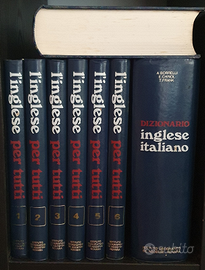 l'inglese per tutti 1
l'inglese per tutti 2
l'inglese per tutti 3
l'inglese per tutti 4
l'inglese per tutti 5
l'inglese per tutti 6
DIZIONARIO
inglese
italiano
subito